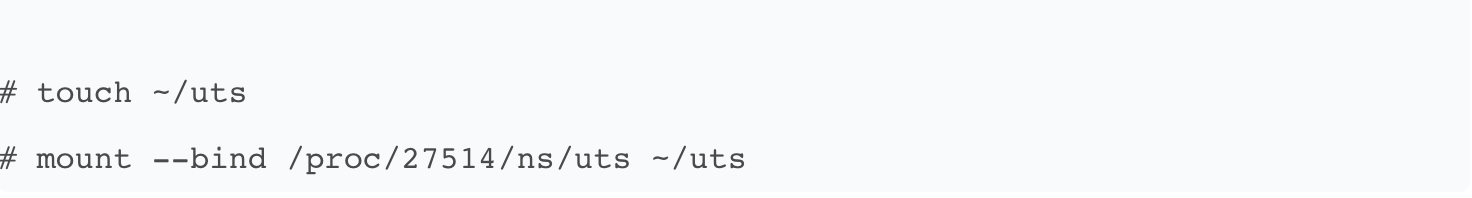 # touch ~/uts
# mount --bind /proc/27514/ns/uts ~/uts